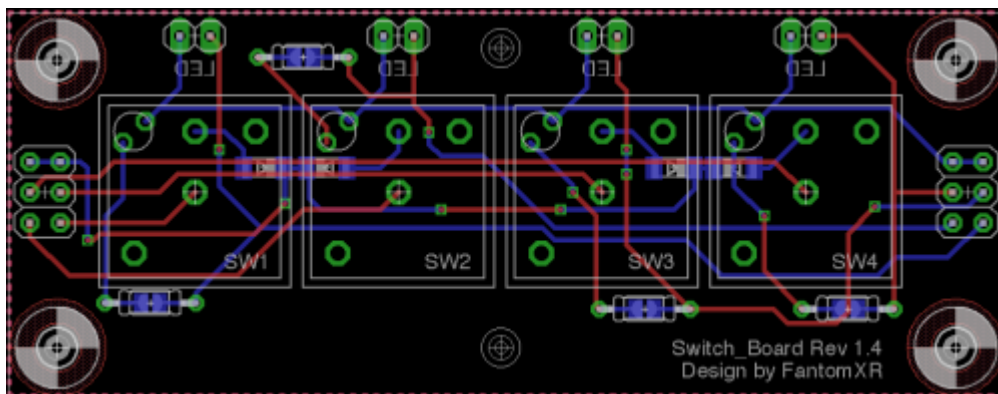 LED LED LED LED
SW1 SW2 SW3 SW4
Switch_Board Rev 1.4
Design by FantomXR